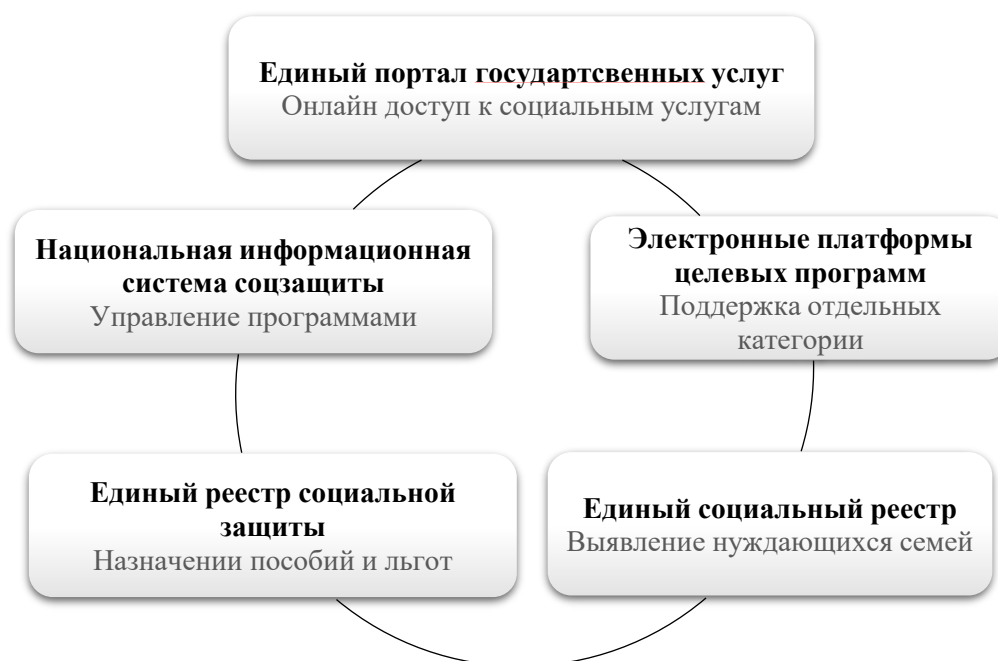 Единый портал государтсвенных услуг
Онлайн доступ к социальным услугам
Национальная информационная
система соцзащиты
Управление программами
Электронные платформы
целевых программ
Поддержка отдельных
категории
Единый реестр социальной
защиты
Назначении пособий и льгот
Единый социальный реестр
Выявление нуждающихся семей